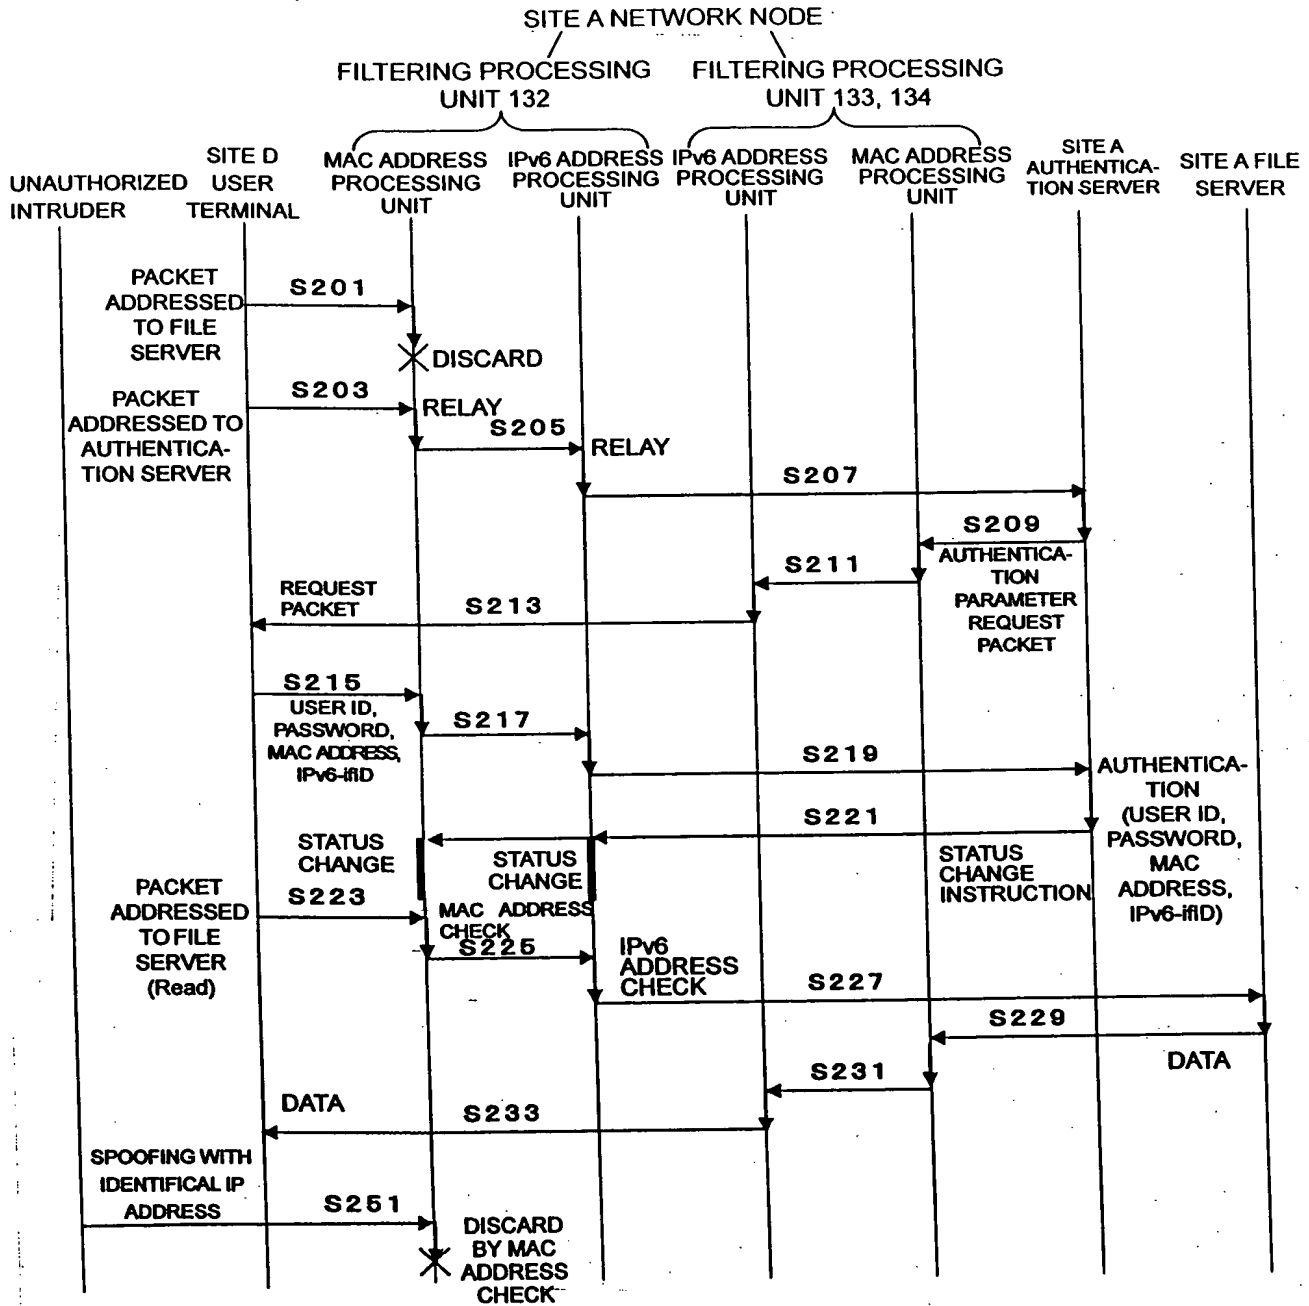 SITE A NETWORK NODE
FILTERING PROCESSING
UNIT 132
FILTERING PROCESSING
UNIT 133, 134
UNAUTHORIZED
INTRUDER
SITE D
USER
TERMINAL
MAC ADDRESS
PROCESSING
UNIT
IPv6 ADDRESS
PROCESSING
UNIT
IPv6 ADDRESS
PROCESSING
UNIT
MAC ADDRESS
PROCESSING
UNIT
SITE A
AUTHENTICA-
TION SERVER
SITE A FILE
SERVER
PACKET
ADDRESSED
TO FILE
SERVER
S201
DISCARD
PACKET
ADDRESSED TO
AUTHENTICA-
TION SERVER
S203
RELAY
S205
RELAY
S207
S209
AUTHENTICA-
TION
PARAMETER
REQUEST
PACKET
S211
REQUEST
PACKET
S213
S215
USER ID,
PASSWORD,
MAC ADDRESS,
IPv6-ifID
S217
S219
AUTHENTICA-
TION
(USER ID,
PASSWORD,
MAC
ADDRESS,
IPv6-ifID)
S221
STATUS
CHANGE
INSTRUCTION
STATUS
CHANGE
STATUS
CHANGE
PACKET
ADDRESSED
TO FILE
SERVER
(Read)
S223
MAC ADDRESS
CHECK
S225
IPv6
ADDRESS
CHECK
S227
S229
DATA
S231
DATA
S233
SPOOFING WITH
IDENTIFICAL IP
ADDRESS
S251
DISCARD
BY MAC
ADDRESS
CHECK